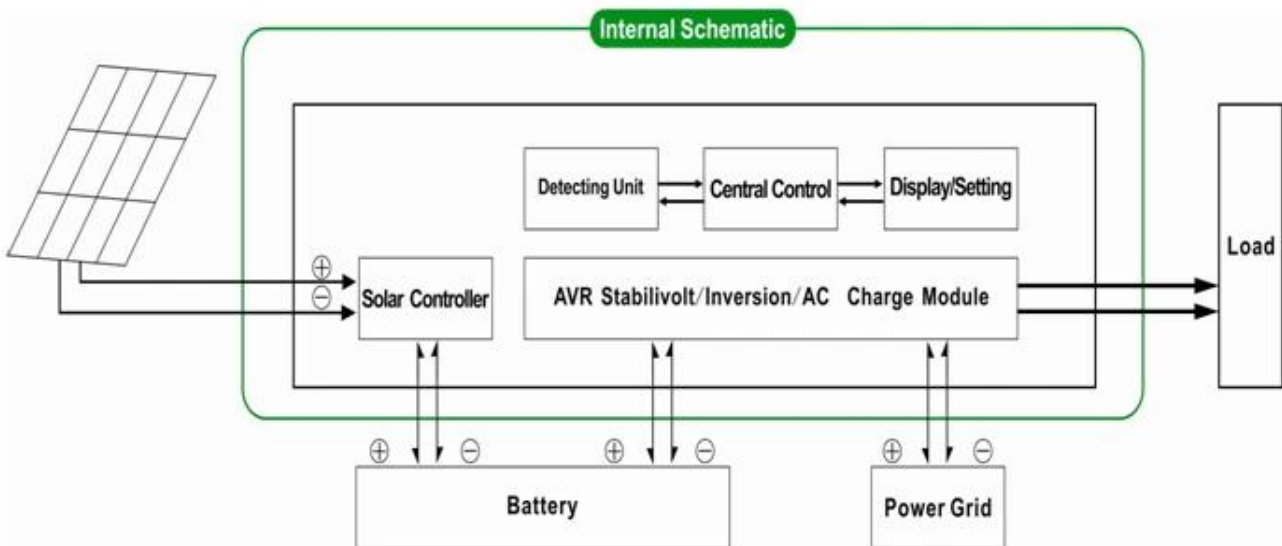 Internal Schematic
Detecting Unit
Central Control
Display/Setting
Load
⊕
⊖
Solar Controller
AVR Stabilivolt/Inversion/AC Charge Module
⊕ ⊖ ⊕ ⊖ ⊕ ⊖
Battery
Power Grid